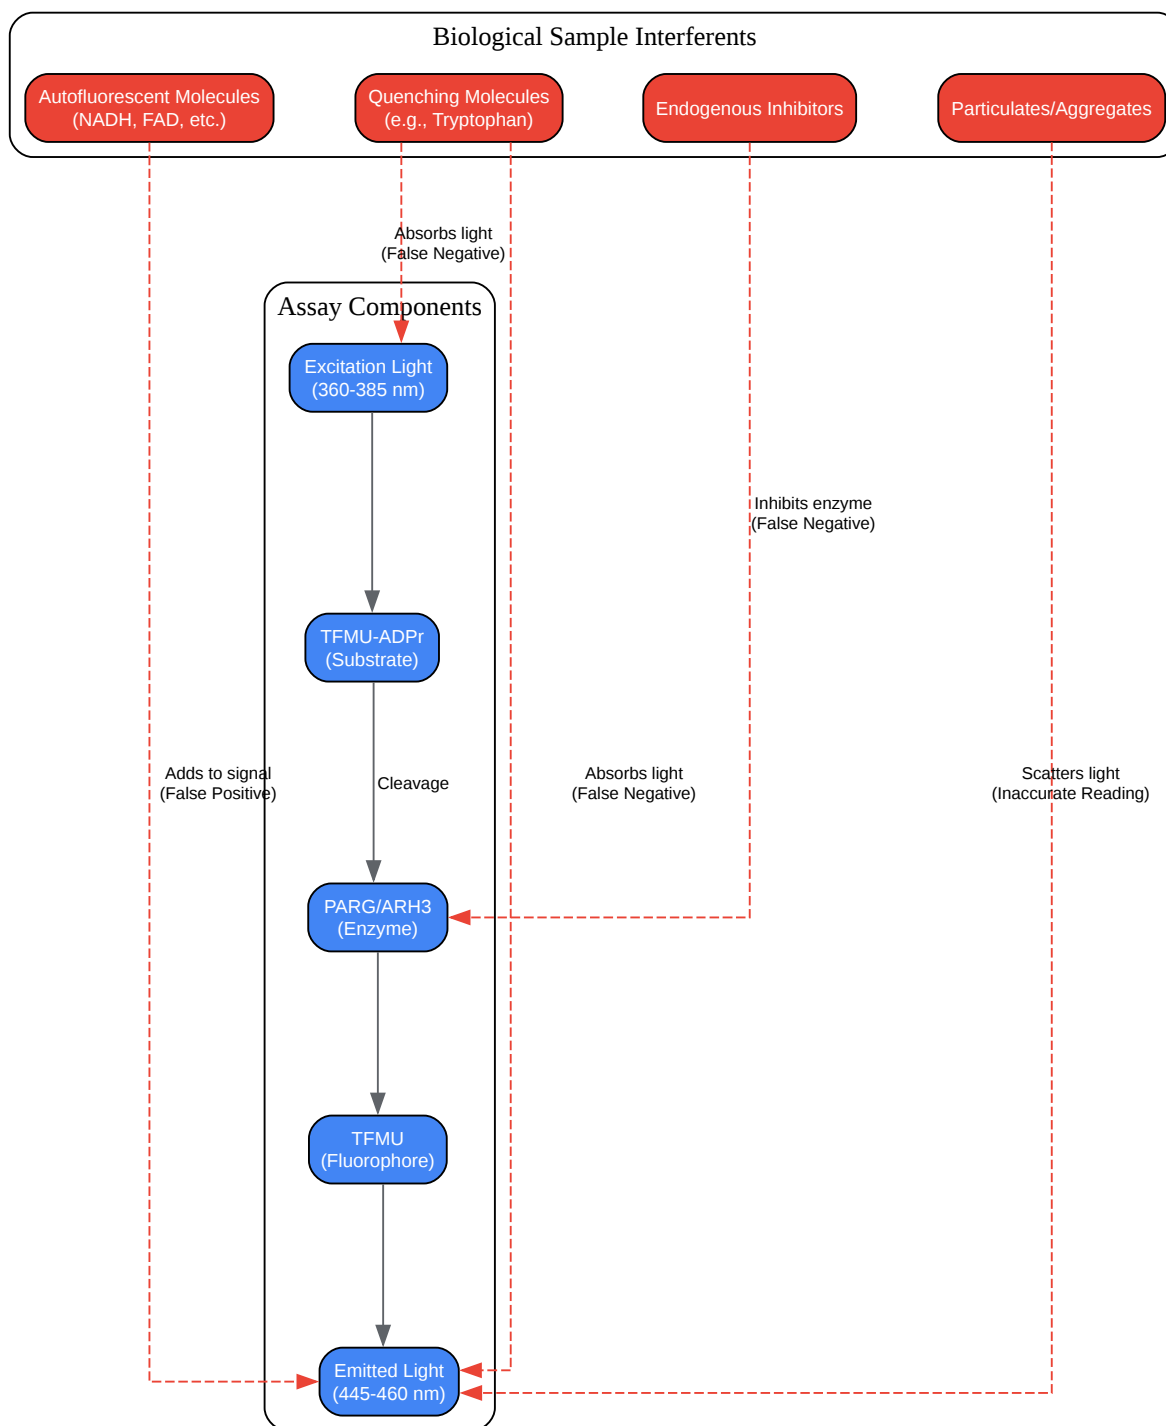 Biological Sample Interferents
Autofluorescent Molecules
(NADH, FAD, etc.)
Quenching Molecules
(e.g., Tryptophan)
Endogenous Inhibitors
Particulates/Aggregates
Absorbs light
(False Negative)
Assay Components
Excitation Light
(360-385 nm)
Inhibits enzyme
(False Negative)
TFMU-ADPr
(Substrate)
Adds to signal
(False Positive)
Cleavage
Absorbs light
(False Negative)
Scatters light
(Inaccurate Reading)
PARG/ARH3
(Enzyme)
TFMU
(Fluorophore)
Emitted Light
(445-460 nm)